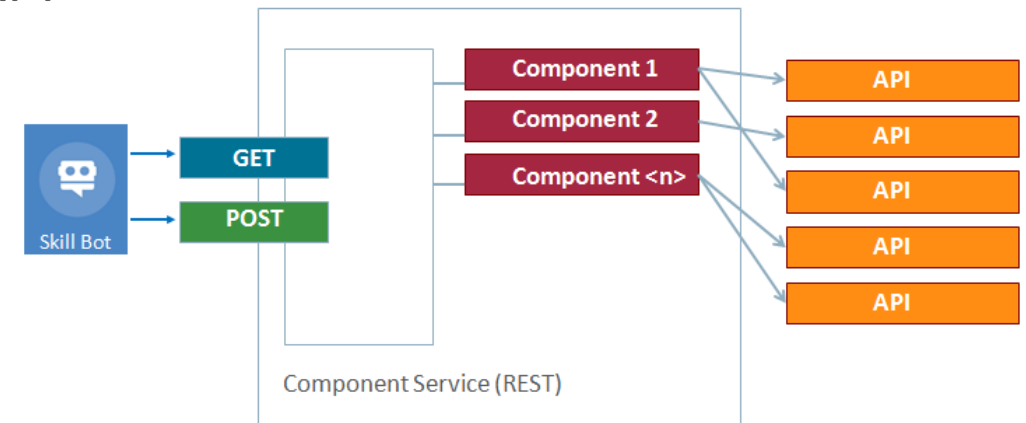 Component 1
API
Component 2
API
GET
Component <n>
API
POST
Skill Bot
API
API
Component Service (REST)